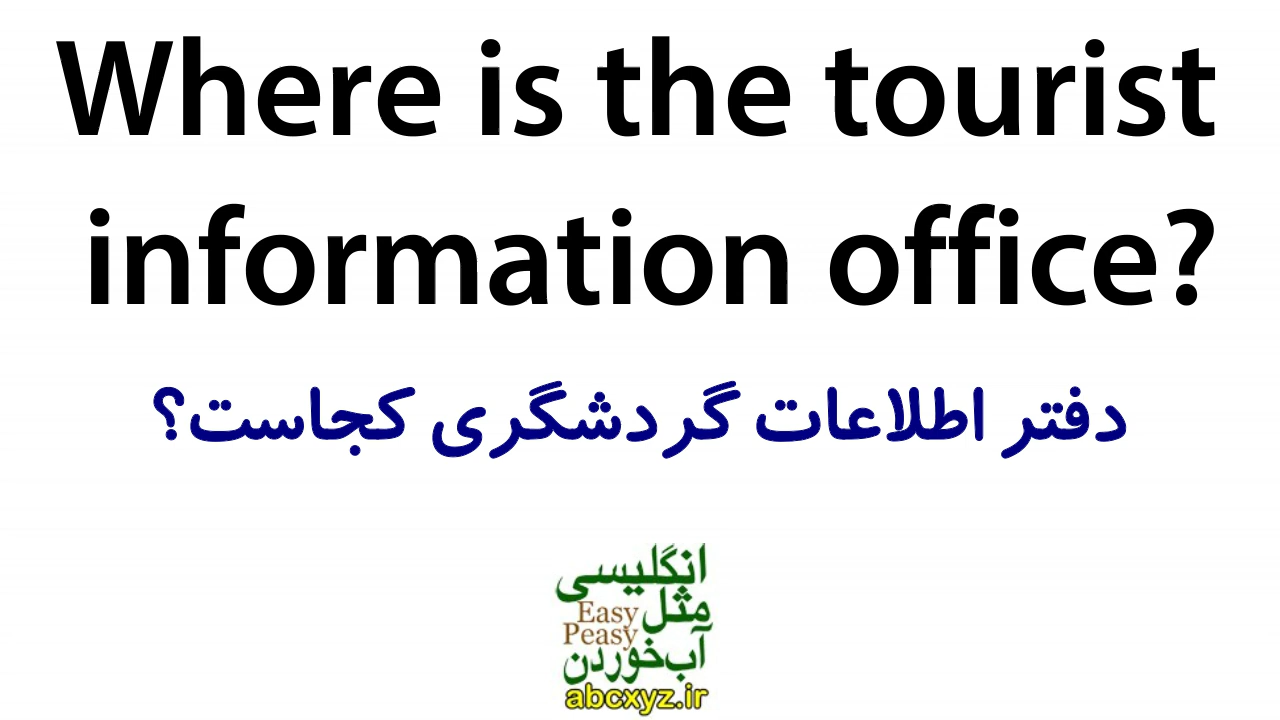 Where is the tourist
information office?
دفتر اطلاعات گردشگری کجاست؟
انگلیسی
مثل
Easy
Peasy
آب‌خوردن
abcxyz.ir